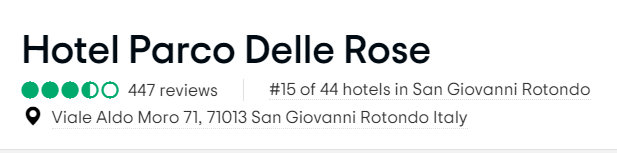 Hotel Parco Delle Rose
447 reviews #15 of 44 hotels in San Giovanni Rotondo
Viale Aldo Moro 71, 71013 San Giovanni Rotondo Italy